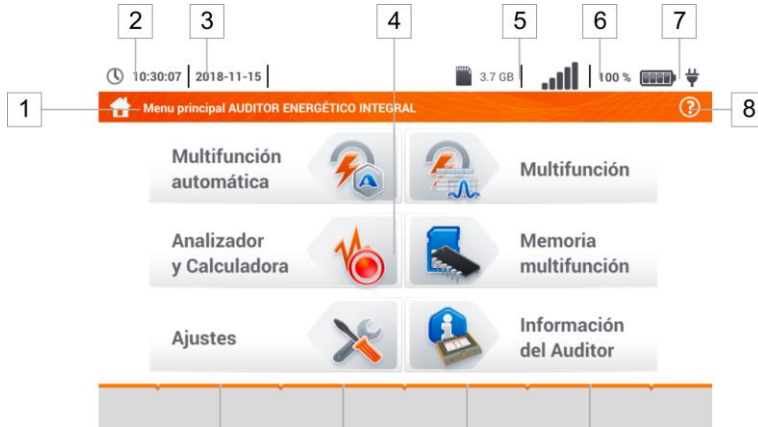 2 3 4 5 6 7
10:30:07 2018-11-15 3.7 GB 100 %
1 Menu principal AUDITOR ENERGÉTICO INTEGRAL ? 8
Multifunción
automática
Multifunción
Analizador
y Calculadora
Memoria
multifunción
Ajustes
Información
del Auditor